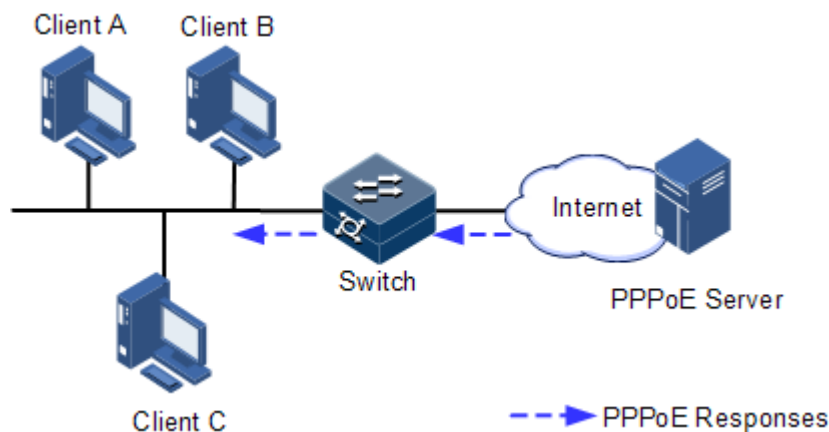 Client A
Client B
Internet
Switch
PPPoE Server
Client C
PPPoE Responses